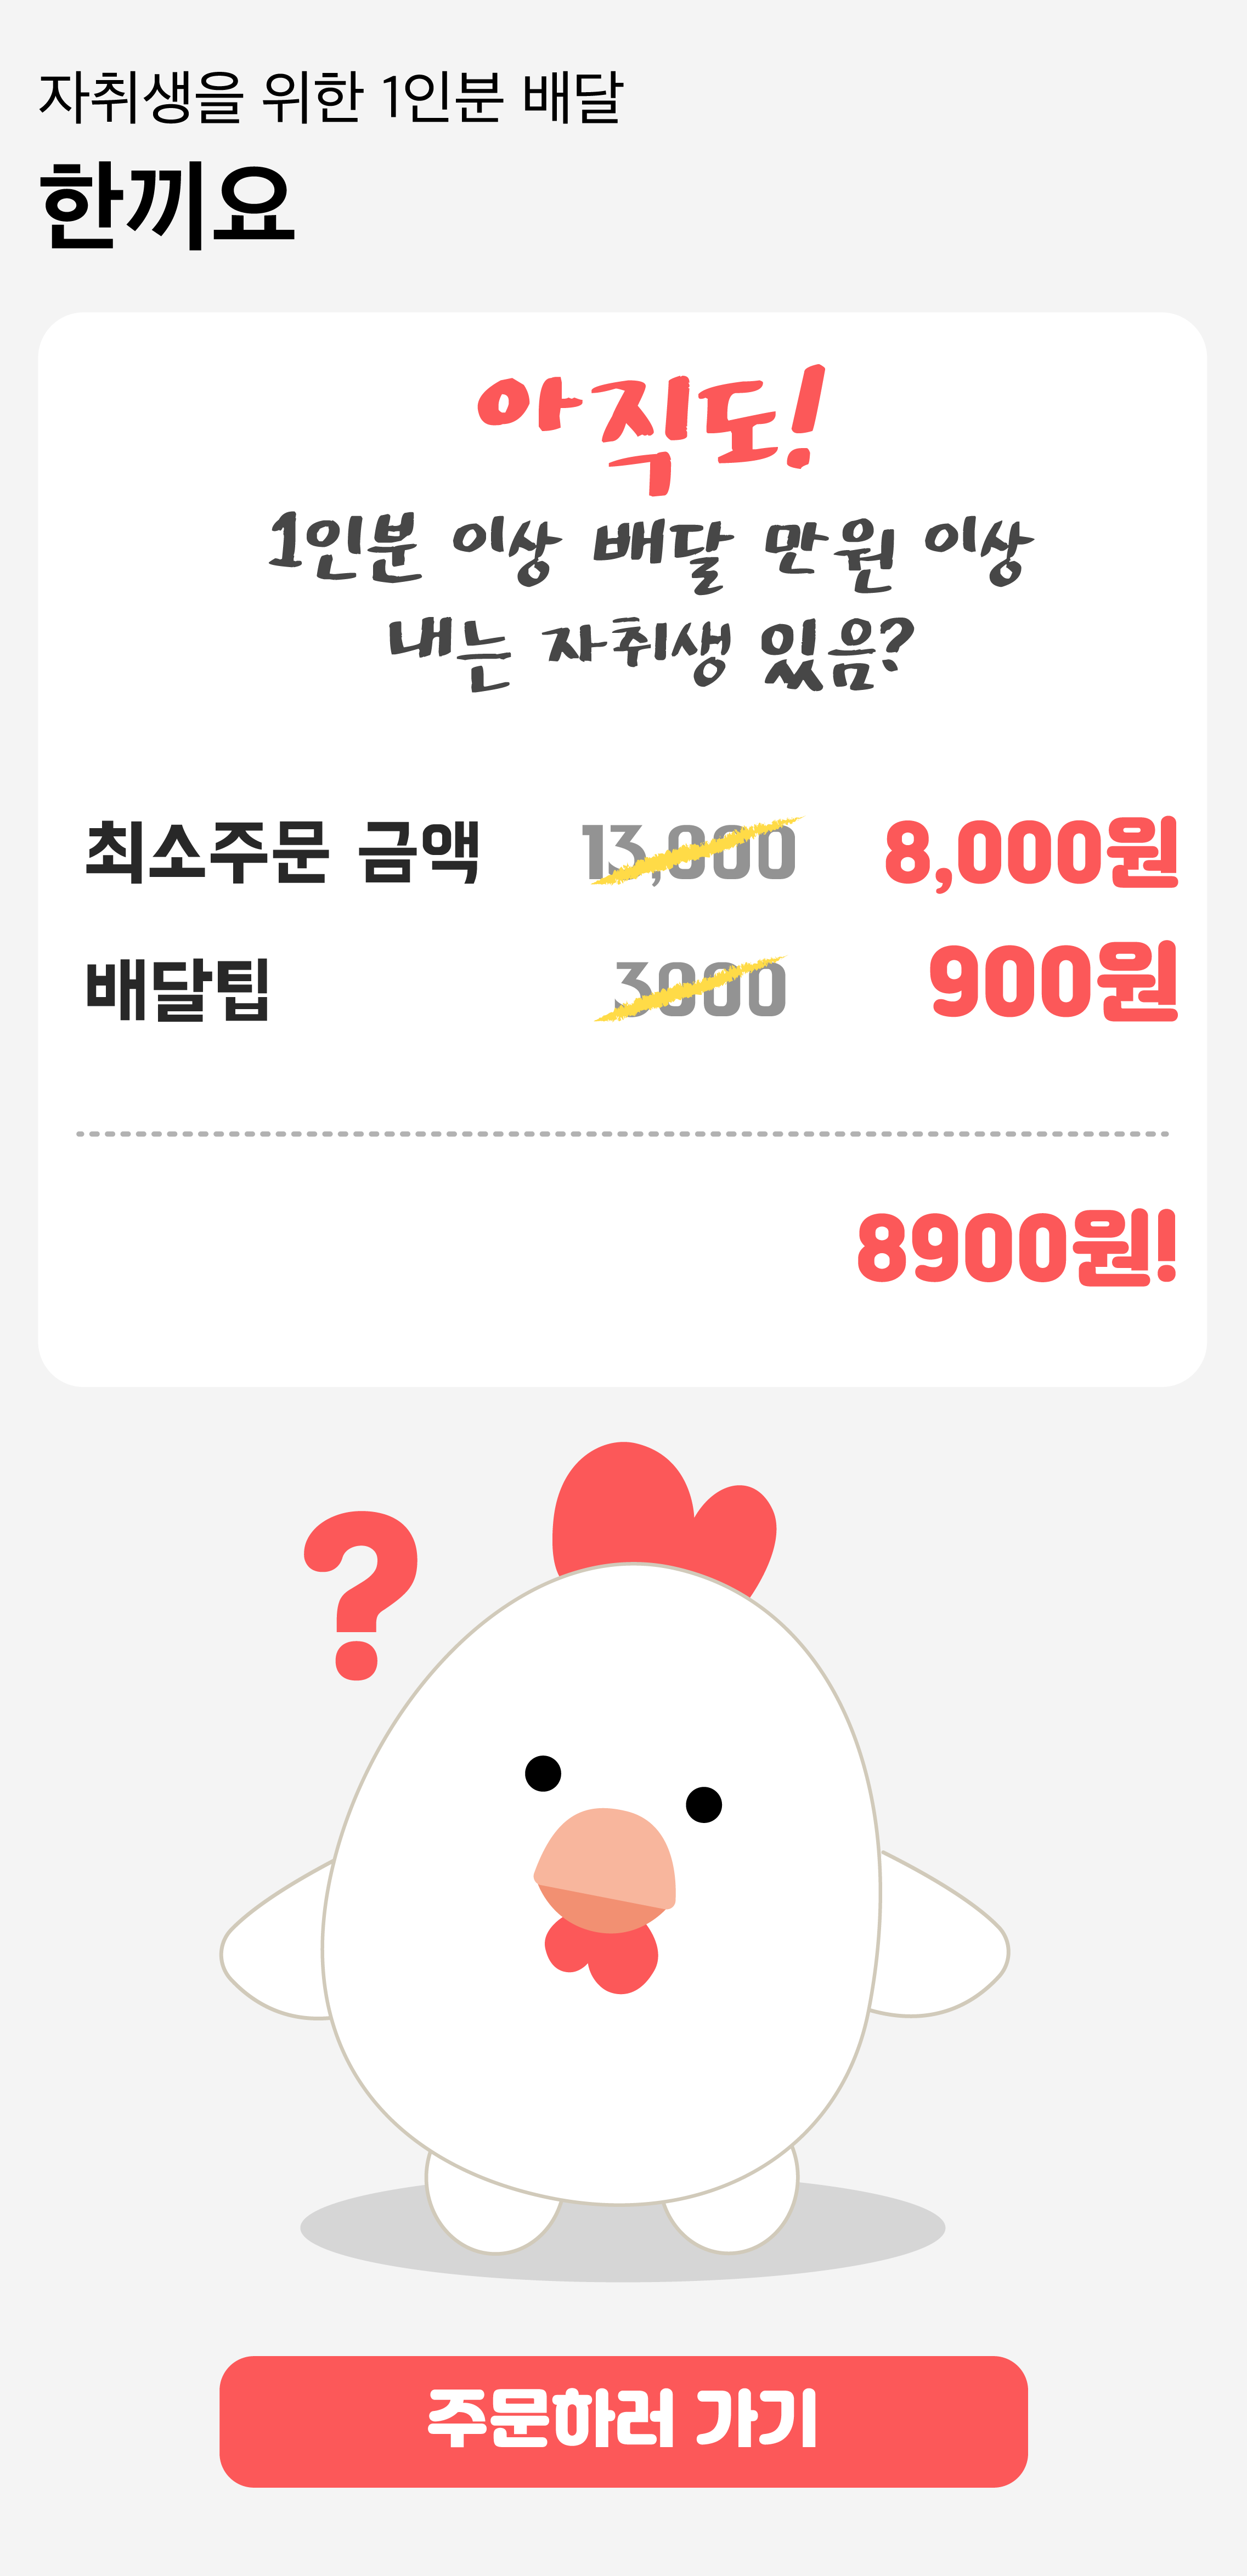 자취생을 위한 1인분 배달
한끼요
아직도!
1인분 이상 배달 만원 이상
내는 자취생 있음?
최소주문 금액 13,000 8,000원
배달팁 3000 900원
8900원!
?
주문하러 가기